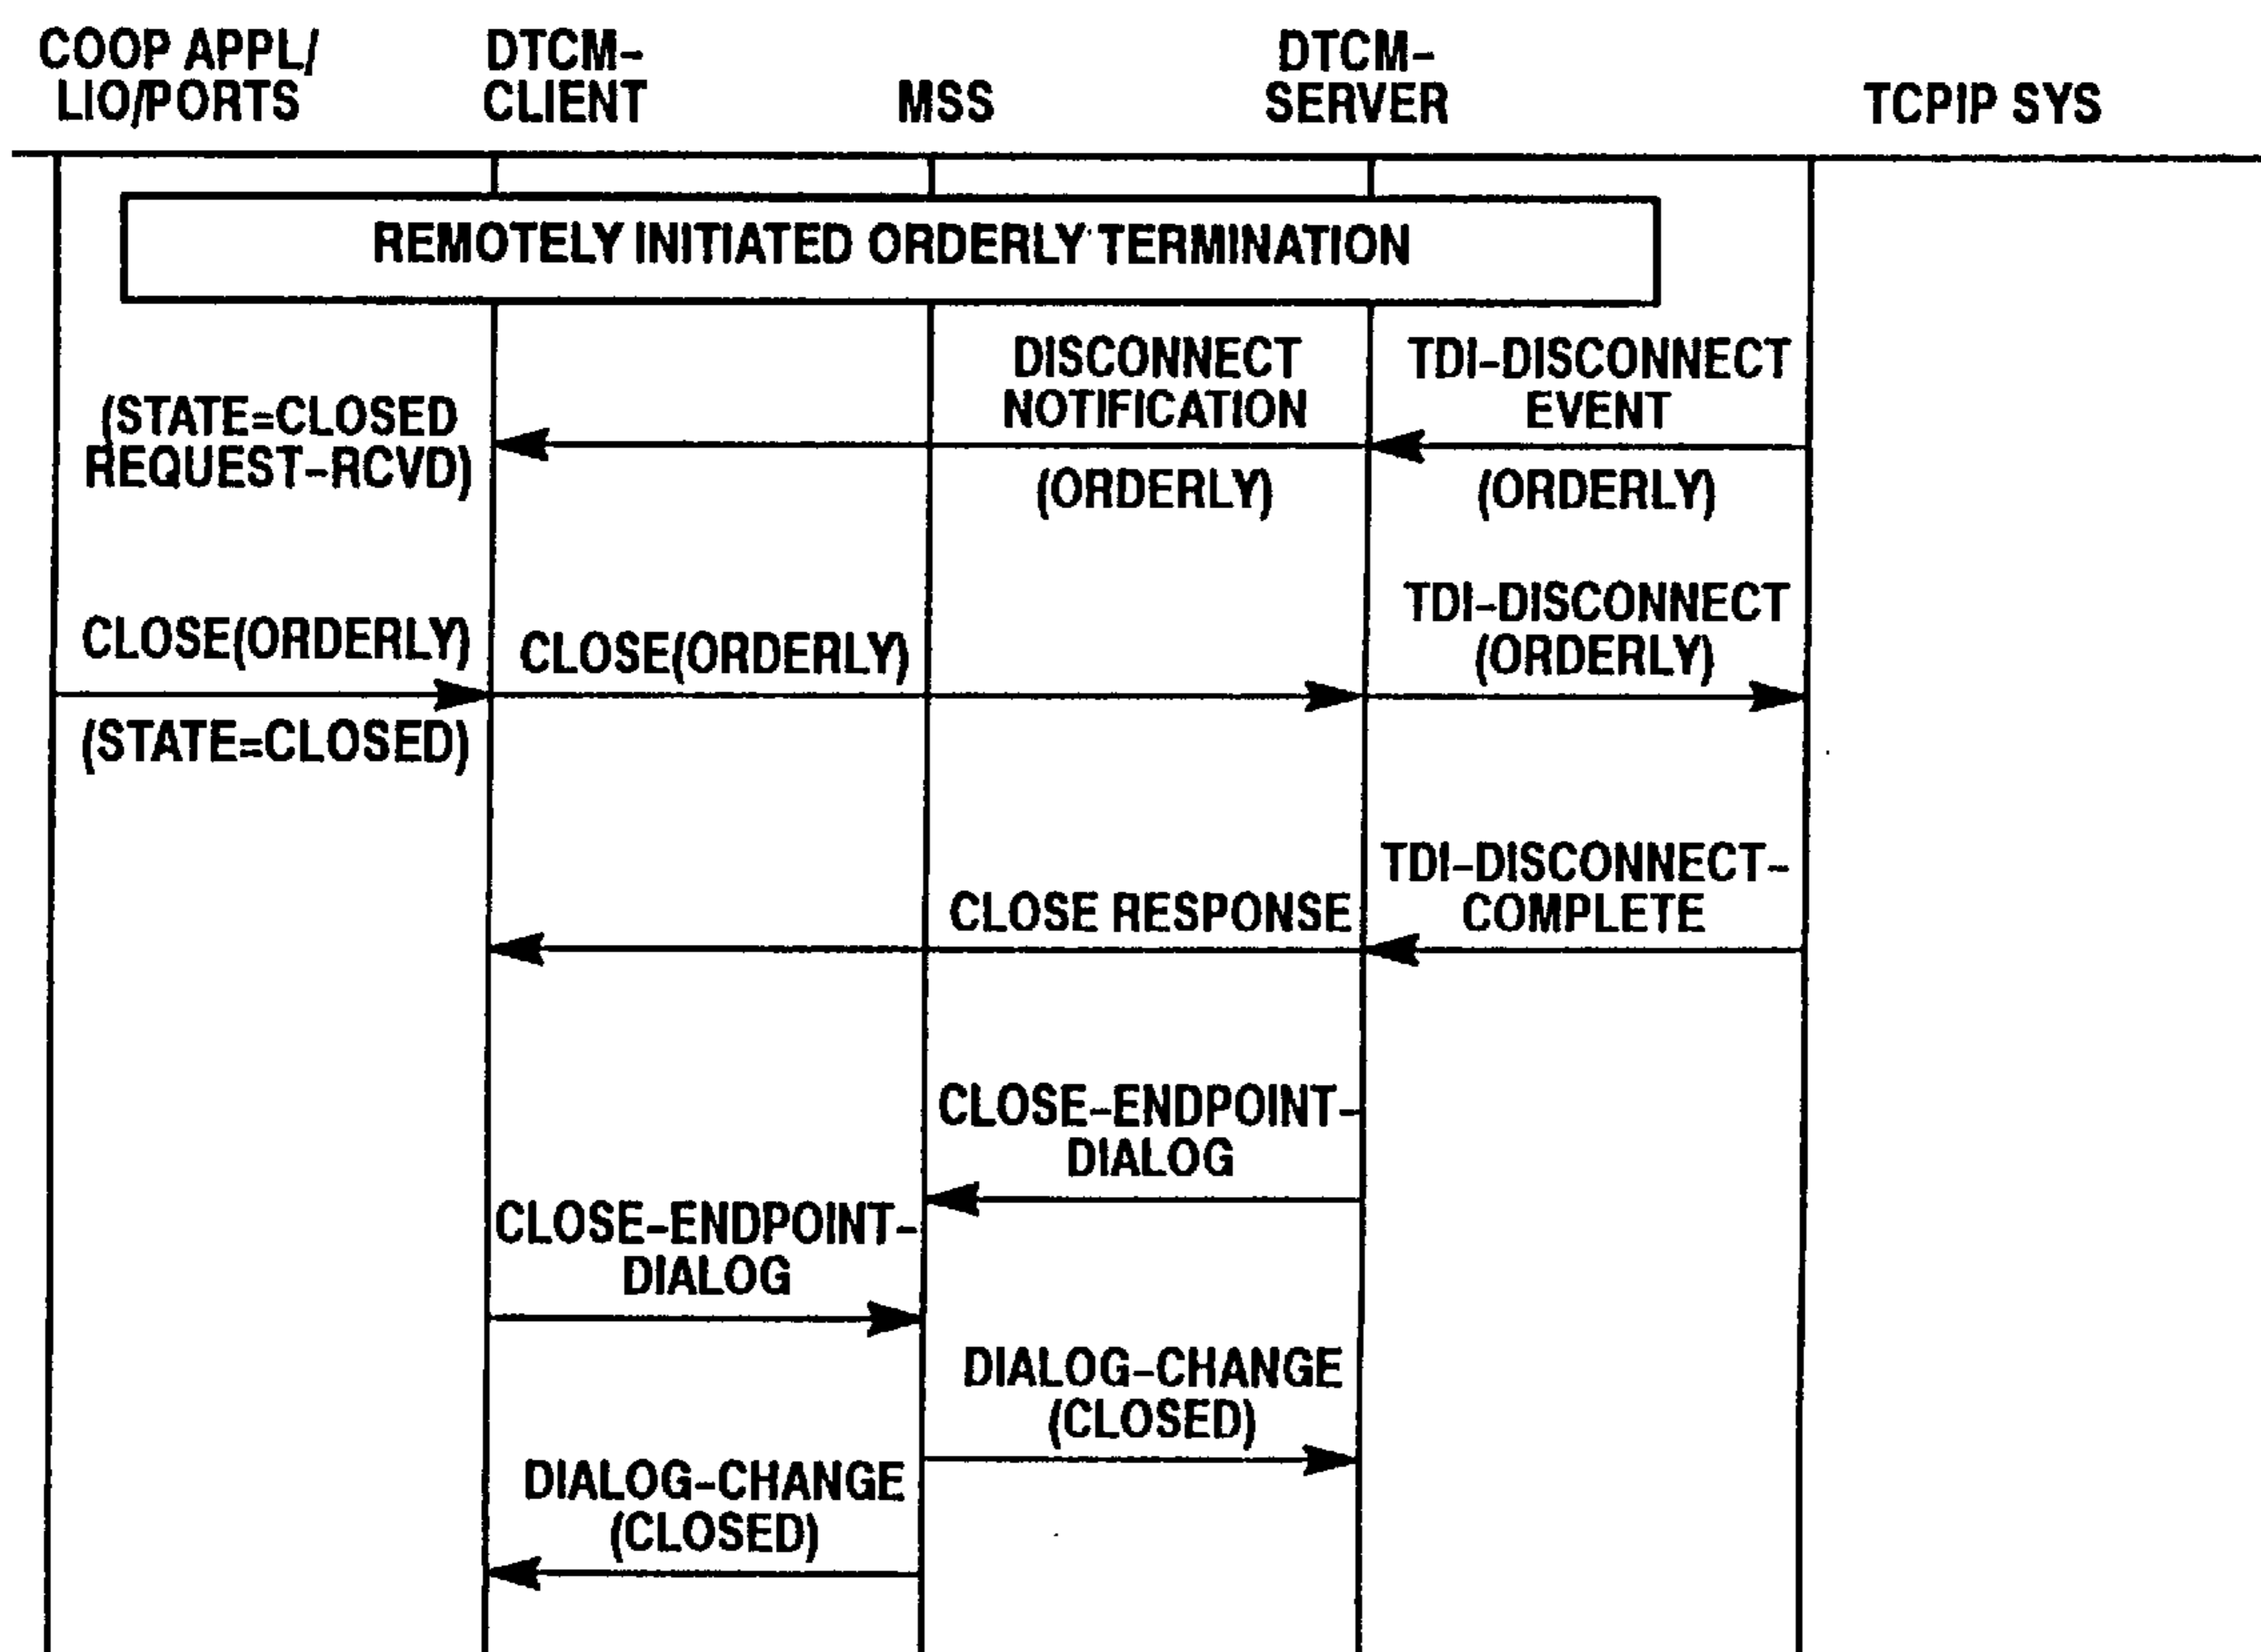 COOP APPL/
LIO/PORTS
DTCM-
CLIENT
MSS
DTCM-
SERVER
TCPIP SYS
REMOTELY INITIATED ORDERLY TERMINATION
(STATE=CLOSED
REQUEST-RCVD)
DISCONNECT
NOTIFICATION
(ORDERLY)
TDI-DISCONNECT
EVENT
(ORDERLY)
CLOSE(ORDERLY)
(STATE=CLOSED)
CLOSE(ORDERLY)
TDI-DISCONNECT
(ORDERLY)
CLOSE RESPONSE
TDI-DISCONNECT-
COMPLETE
CLOSE-ENDPOINT-
DIALOG
CLOSE-ENDPOINT-
DIALOG
DIALOG-CHANGE
(CLOSED)
DIALOG-CHANGE
(CLOSED)